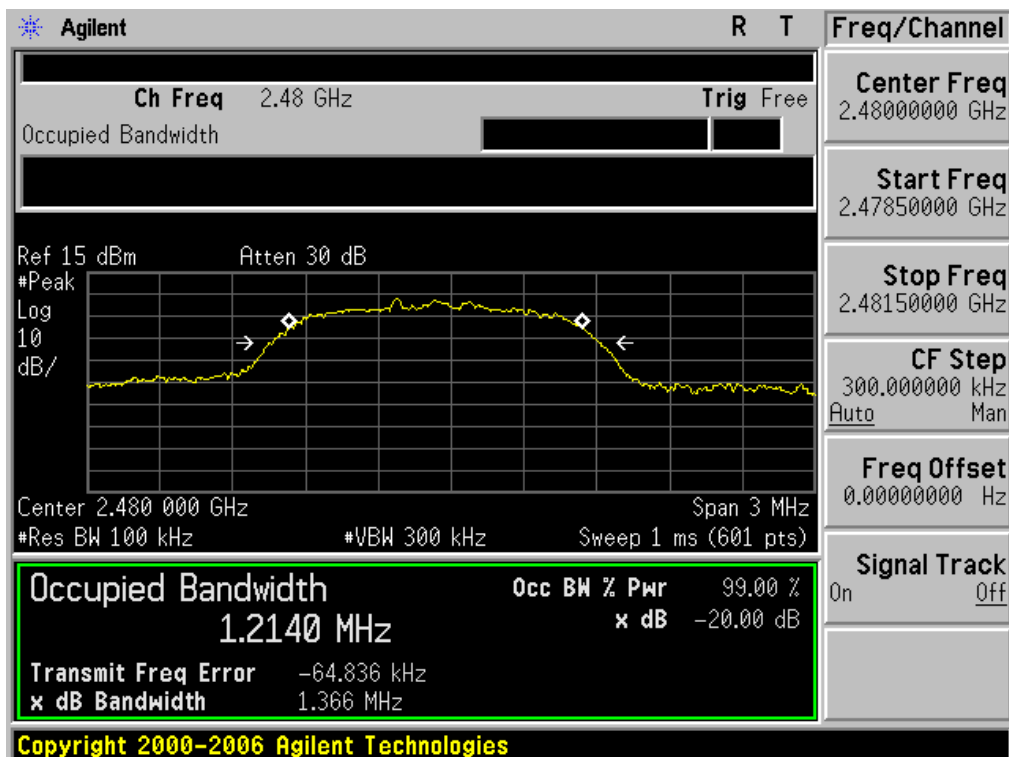 Agilent R T
Freq/Channel
Ch Freq 2.48 GHz Trig Free
Occupied Bandwidth
Center Freq
2.48000000 GHz
Start Freq
2.47850000 GHz
Stop Freq
2.48150000 GHz
CF Step
300.000000 kHz
Auto Man
Freq Offset
0.00000000 Hz
Signal Track
On Off
Ref 15 dBm Atten 30 dB
#Peak
Log
10
dB/
Center 2.480 000 GHz Span 3 MHz
#Res BW 100 kHz #VBW 300 kHz Sweep 1 ms (601 pts)
Occupied Bandwidth Occ BW % Pwr 99.00 %
1.2140 MHz x dB -20.00 dB
Transmit Freq Error -64.836 kHz
x dB Bandwidth 1.366 MHz
Copyright 2000-2006 Agilent Technologies